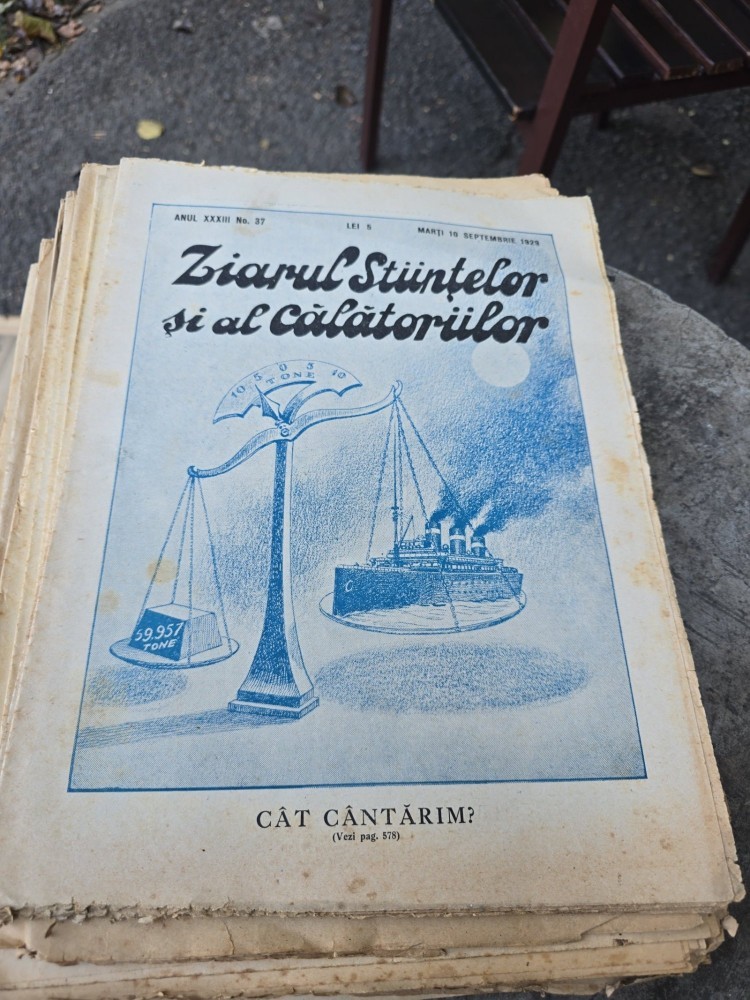 ANUL XXXIII No. 37 LEI 5 MARȚI 10 SEPTEMBRIE 1929
Ziarul Stiințelor
și al Călătoriilor
10 5 0 5 10
TONE
59.957
TONE
CÂT CÂNTĂRIM?
(Vezi pag. 578)